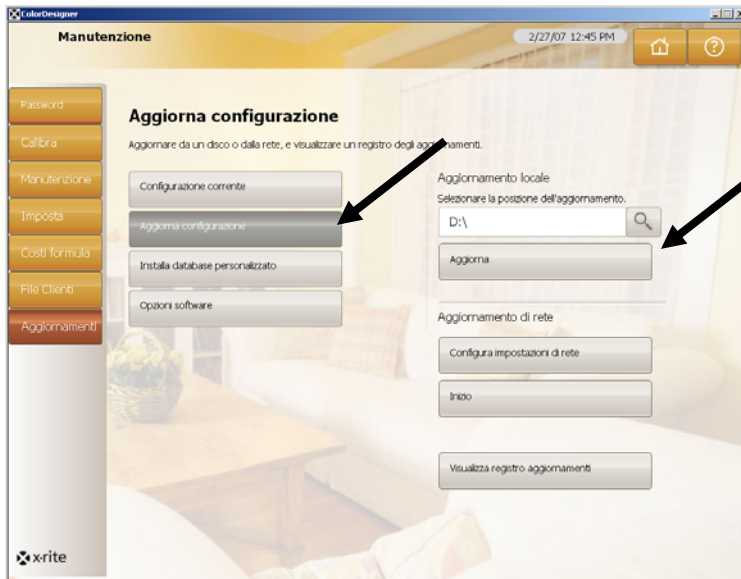 ColorDesigner
Manutenzione
2/27/07 12:45 PM
Password
Calibra
Manutenzione
Imposta
Costi formula
File Clienti
Aggiornamenti
Aggiorna configurazione
Aggiornare da un disco o dalla rete, e visualizzare un registro degli aggiornamenti.
Configurazione corrente
Aggiorna configurazione
Installa database personalizzato
Opzioni software
Aggiornamento locale
Selezionare la posizione dell'aggiornamento.
D:\
Aggiorna
Aggiornamento di rete
Configura impostazioni di rete
Inizio
Visualizza registro aggiornamenti
x-rite